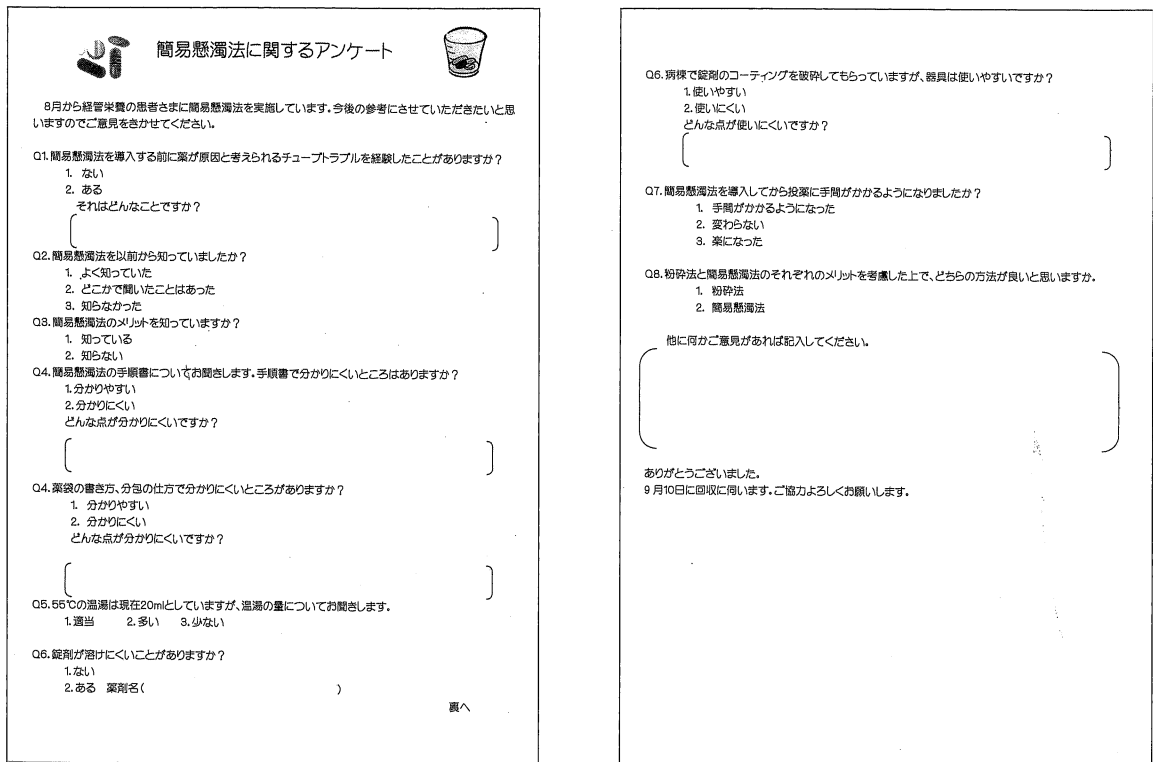 簡易懸濁法に関するアンケート
8月から経管栄養の患者さまに簡易懸濁法を実施しています。今後の参考にさせていただきたいと思
いますのでご意見をきかせてください。
Q1.簡易懸濁法を導入する前に薬が原因と考えられるチューブトラブルを経験したことがありますか？
1. ない
2. ある
それはどんなことですか？
Q2.簡易懸濁法を以前から知っていましたか？
1. よく知っていた
2. どこかで聞いたことはあった
3. 知らなかった
Q3.簡易懸濁法のメリットを知っていますか？
1. 知っている
2. 知らない
Q4.簡易懸濁法の手順書についてお聞きします。手順書で分かりにくいところはありますか？
1.分かりやすい
2.分かりにくい
どんな点が分かりにくいですか？
Q4.薬袋の書き方、分包の仕方で分かりにくいところがありますか？
1. 分かりやすい
2. 分かりにくい
どんな点が分かりにくいですか？
Q5.55℃の温湯は現在20mlとしていますが、温湯の量についてお聞きします。
1.適当 2.多い 3.少ない
Q6.錠剤が溶けにくいことがありますか？
1.ない
2.ある 薬剤名( )
裏へ
Q6.病棟で錠剤のコーティングを破砕してもらっていますが、器具は使いやすいですか？
1.使いやすい
2.使いにくい
どんな点が使いにくいですか？
Q7.簡易懸濁法を導入してから投薬に手間がかかるようになりましたか？
1. 手間がかかるようになった
2. 変わらない
3. 楽になった
Q8.粉砕法と簡易懸濁法のそれぞれのメリットを考慮した上で、どちらの方法が良いと思いますか。
1. 粉砕法
2. 簡易懸濁法
他に何かご意見があれば記入してください。
ありがとうございました。
9月10日に回収に伺います。ご協力よろしくお願いします。